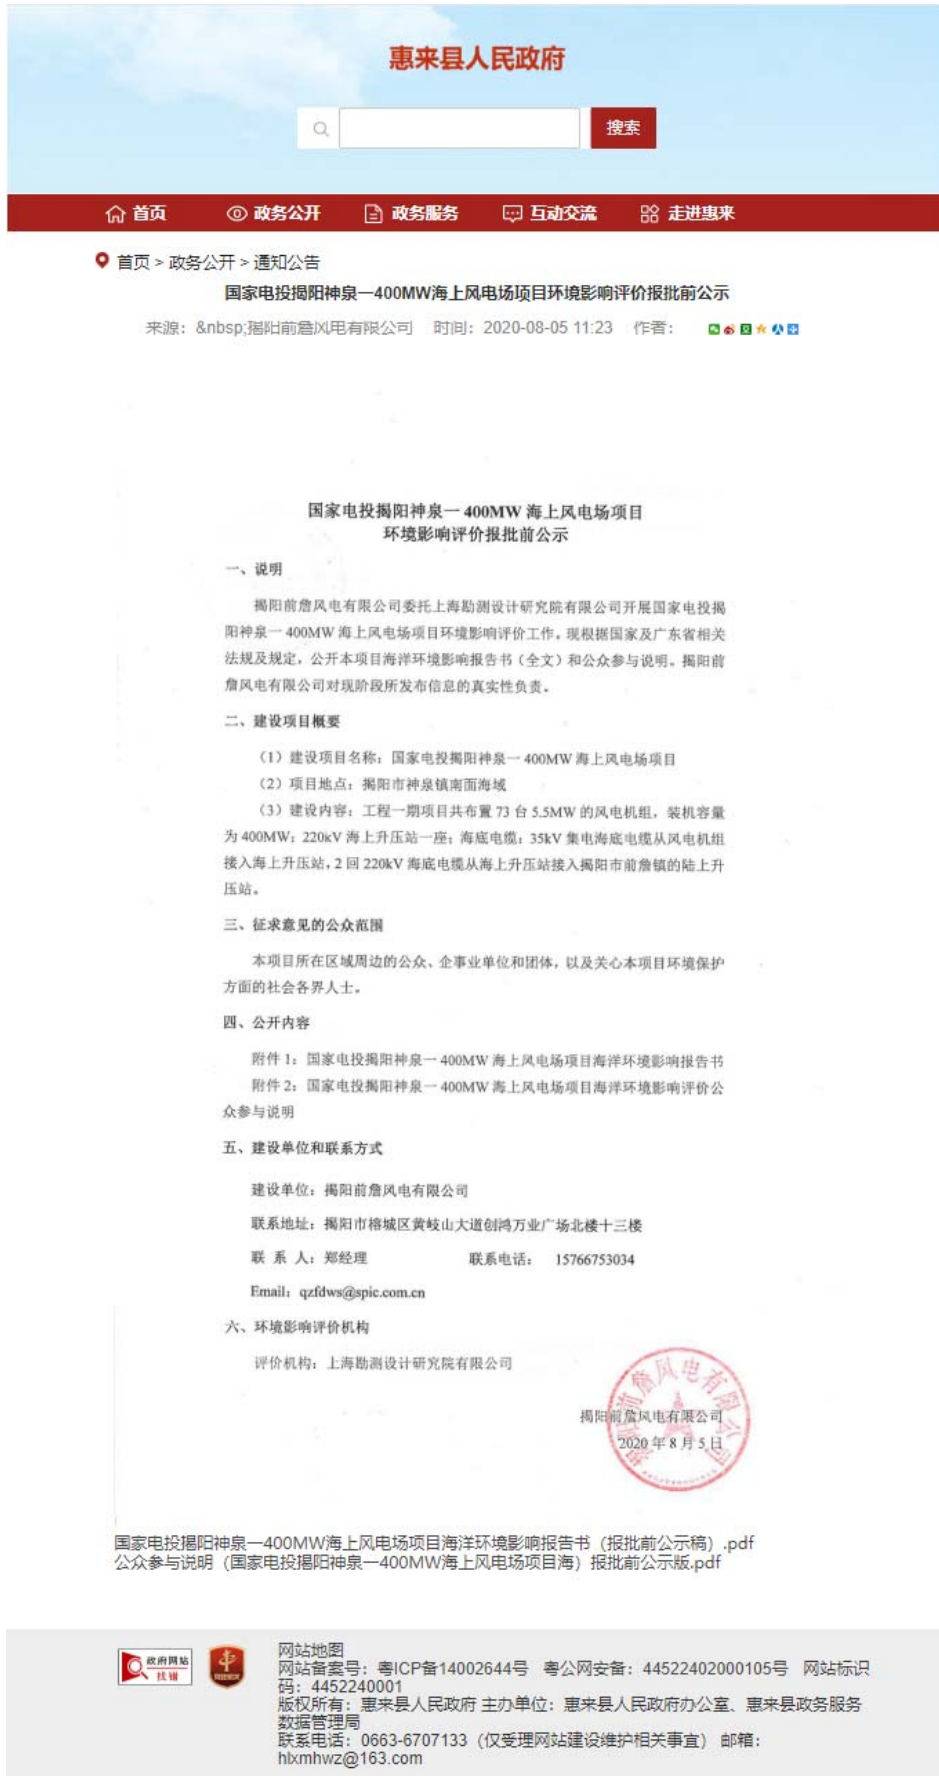 惠来县人民政府
搜索
首页 政务公开 政务服务 互动交流 走进惠来
首页 > 政务公开 > 通知公告
国家电投揭阳神泉一400MW海上风电场项目环境影响评价报批前公示
来源：&nbsp;揭阳前詹风电有限公司 时间：2020-08-05 11:23 作者：
国家电投揭阳神泉一 400MW 海上风电场项目
环境影响评价报批前公示
一、说明
揭阳前詹风电有限公司委托上海勘测设计研究院有限公司开展国家电投揭
阳神泉一 400MW 海上风电场项目环境影响评价工作，现根据国家及广东省相关
法规及规定，公开本项目海洋环境影响报告书（全文）和公众参与说明。揭阳前
詹风电有限公司对现阶段所发布信息的真实性负责。
二、建设项目概要
（1）建设项目名称：国家电投揭阳神泉一 400MW 海上风电场项目
（2）项目地点：揭阳市神泉镇南面海域
（3）建设内容：工程一期项目共布置 73 台 5.5MW 的风电机组，装机容量
为 400MW；220kV 海上升压站一座；海底电缆：35kV 集电海底电缆从风电机组
接入海上升压站，2 回 220kV 海底电缆从海上升压站接入揭阳市前詹镇的陆上升
压站。
三、征求意见的公众范围
本项目所在区域周边的公众、企事业单位和团体，以及关心本项目环境保护
方面的社会各界人士。
四、公开内容
附件 1：国家电投揭阳神泉一 400MW 海上风电场项目海洋环境影响报告书
附件 2：国家电投揭阳神泉一 400MW 海上风电场项目海洋环境影响评价公
众参与说明
五、建设单位和联系方式
建设单位：揭阳前詹风电有限公司
联系地址：揭阳市榕城区黄岐山大道创鸿万业广场北楼十三楼
联 系 人：郑经理 联系电话： 15766753034
Email：qzfdws@spic.com.cn
六、环境影响评价机构
评价机构：上海勘测设计研究院有限公司
揭阳前詹风电有限公司
2020 年 8 月 5 日
国家电投揭阳神泉一400MW海上风电场项目海洋环境影响报告书（报批前公示稿）.pdf
公众参与说明（国家电投揭阳神泉一400MW海上风电场项目海）报批前公示版.pdf
政府网站
找错
网站地图
网站备案号：粤ICP备14002644号 粤公网安备：44522402000105号 网站标识
码：4452240001
版权所有：惠来县人民政府 主办单位：惠来县人民政府办公室、惠来县政务服务
数据管理局
联系电话：0663-6707133（仅受理网站建设维护相关事宜） 邮箱：
hlxmhwz@163.com